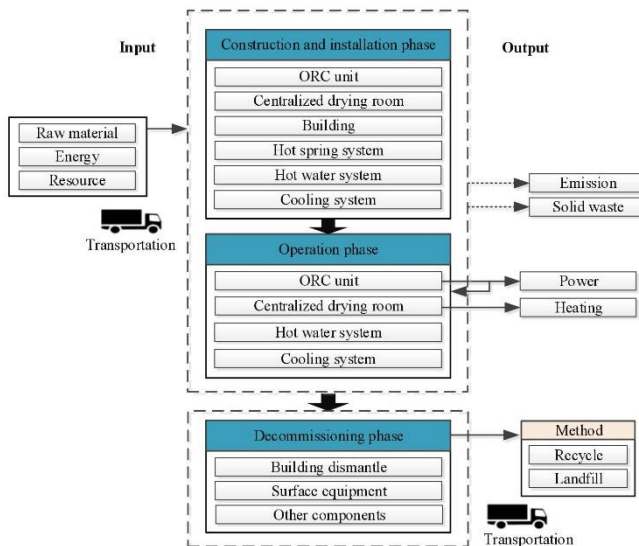 Input
Construction and installation phase
Output
ORC unit
Centralized drying room
Building
Hot spring system
Hot water system
Cooling system
Raw material
Energy
Resource
Transportation
Emission
Solid waste
Operation phase
ORC unit
Centralized drying room
Hot water system
Cooling system
Power
Heating
Decommissioning phase
Building dismantle
Surface equipment
Other components
Method
Recycle
Landfill
Transportation